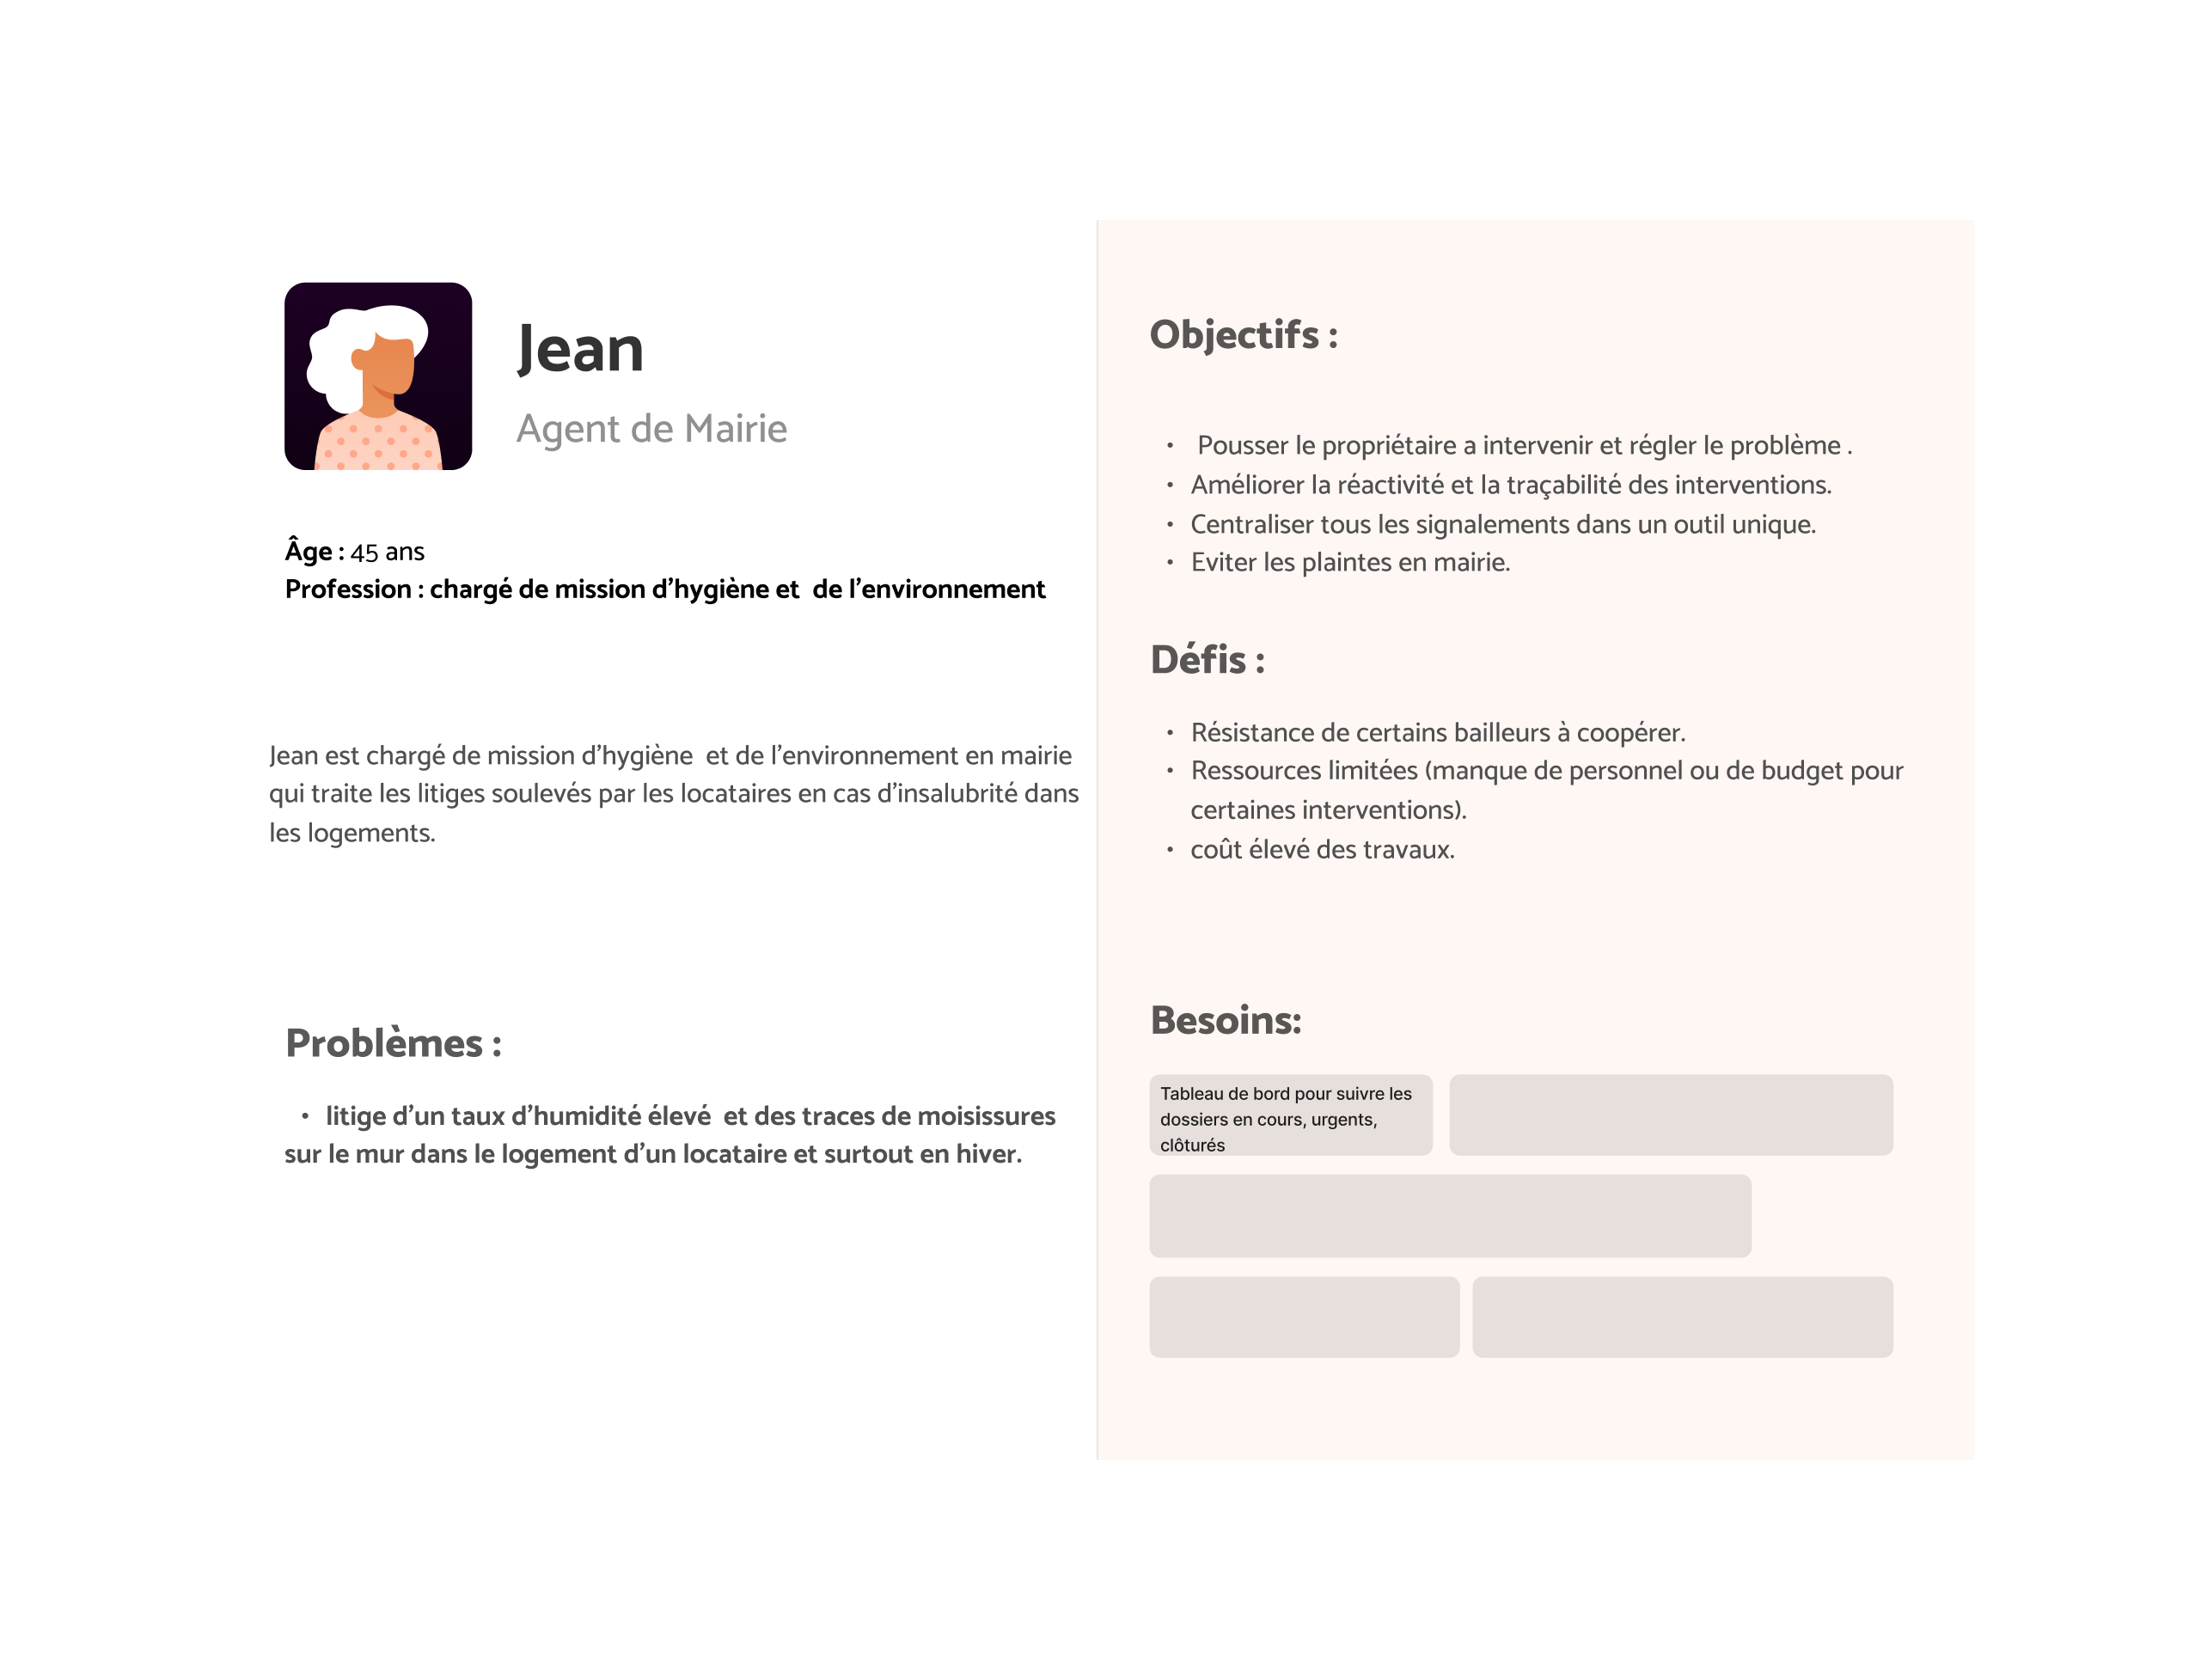 Jean
Agent de Mairie
Âge : 45 ans
Profession : chargé de mission d'hygiène et  de l'environnement
Jean est chargé de mission d'hygiène  et de l'environnement en mairie
qui traite les litiges soulevés par les locataires en cas d'insalubrité dans
les logements.
Problèmes :
• litige d'un taux d'humidité élevé  et des traces de moisissures
sur le mur dans le logement d'un locataire et surtout en hiver.
Objectifs :
• Pousser le propriétaire a intervenir et régler le problème .
• Améliorer la réactivité et la traçabilité des interventions.
• Centraliser tous les signalements dans un outil unique.
• Eviter les plaintes en mairie.
Défis :
• Résistance de certains bailleurs à coopérer.
• Ressources limitées (manque de personnel ou de budget pour
certaines interventions).
• coût élevé des travaux.
Besoins:
Tableau de bord pour suivre les
dossiers en cours, urgents,
clôturés